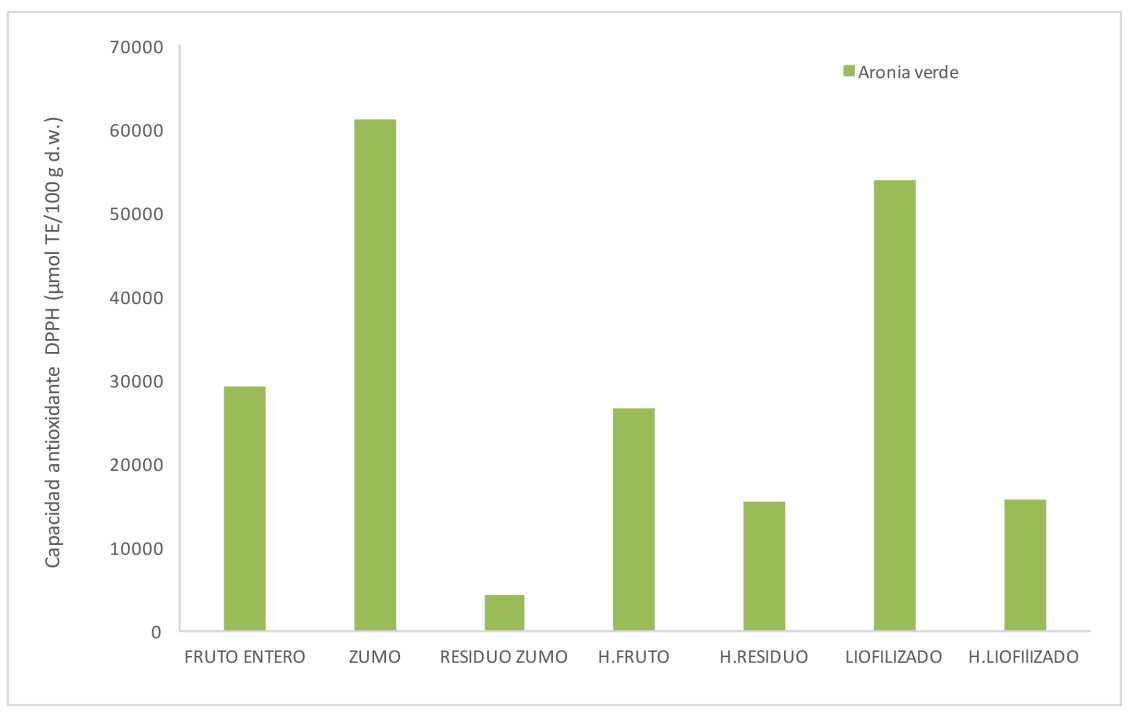 Capacidad antioxidante DPPH (µmol TE/100 g d.w.)
70000
60000
50000
40000
30000
20000
10000
0
Aronia verde
FRUTO ENTERO ZUMO RESIDUO ZUMO H.FRUTO H.RESIDUO LIOFILIZADO H.LIOFIlIZADO